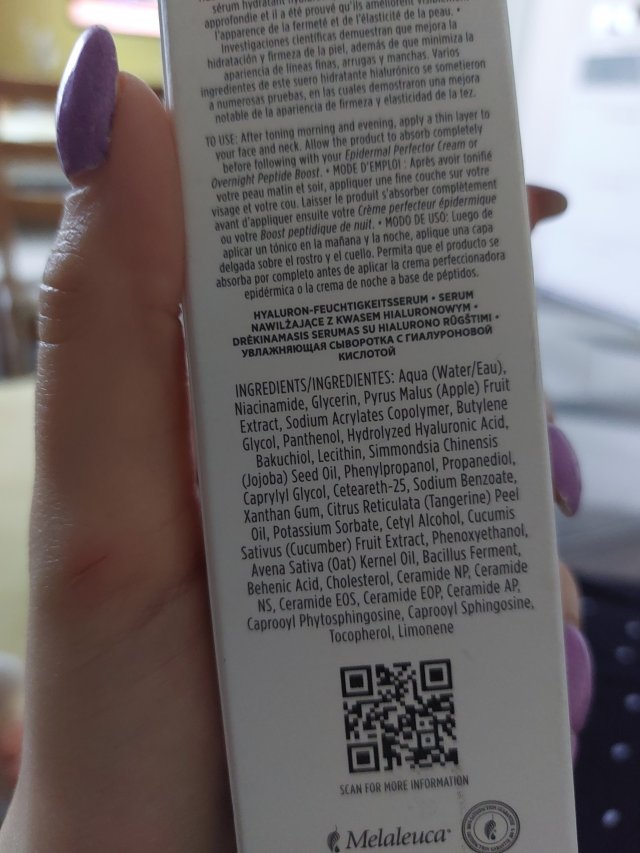 sérum hydratant
approfondie et il a été prouvé qu'ils améliorent visiblement
l'apparence de la fermeté et de l'élasticité de la peau. •
Investigaciones científicas demuestran que mejora la
hidratación y firmeza de la piel, además de que minimiza la
apariencia de líneas finas, arrugas y manchas. Varios
ingredientes de este suero hidratante hialurónico se sometieron
a numerosas pruebas, en las cuales demostraron una mejora
notable de la apariencia de firmeza y elasticidad de la tez.
TO USE: After toning morning and evening, apply a thin layer to
your face and neck. Allow the product to absorb completely
before following with your Epidermal Perfector Cream or
Overnight Peptide Boost. • MODE D'EMPLOI : Après avoir tonifié
votre peau matin et soir, appliquer une fine couche sur votre
visage et votre cou. Laisser le produit s'absorber complètement
avant d'appliquer ensuite votre Crème perfecteur épidermique
ou votre Boost peptidique de nuit. • MODO DE USO: Luego de
aplicar un tónico en la mañana y la noche, aplique una capa
delgada sobre el rostro y el cuello. Permita que el producto se
absorba por completo antes de aplicar la crema perfeccionadora
epidérmica o la crema de noche a base de péptidos.
HYALURON-FEUCHTIGKEITSSERUM • SERUM
NAWILŻAJĄCE Z KWASEM HIALURONOWYM •
DRĖKINAMASIS SERUMAS SU HIALURONO RŪGŠTIMI •
УВЛАЖНЯЮЩАЯ СЫВОРОТКА С ГИАЛУРОНОВОЙ
КИСЛОТОЙ
INGREDIENTS/INGREDIENTES: Aqua (Water/Eau),
Niacinamide, Glycerin, Pyrus Malus (Apple) Fruit
Extract, Sodium Acrylates Copolymer, Butylene
Glycol, Panthenol, Hydrolyzed Hyaluronic Acid,
Bakuchiol, Lecithin, Simmondsia Chinensis
(Jojoba) Seed Oil, Phenylpropanol, Propanediol,
Caprylyl Glycol, Ceteareth-25, Sodium Benzoate,
Xanthan Gum, Citrus Reticulata (Tangerine) Peel
Oil, Potassium Sorbate, Cetyl Alcohol, Cucumis
Sativus (Cucumber) Fruit Extract, Phenoxyethanol,
Avena Sativa (Oat) Kernel Oil, Bacillus Ferment,
Behenic Acid, Cholesterol, Ceramide NP, Ceramide
NS, Ceramide EOS, Ceramide EOP, Ceramide AP,
Caprooyl Phytosphingosine, Caprooyl Sphingosine,
Tocopherol, Limonene
SCAN FOR MORE INFORMATION
Melaleuca